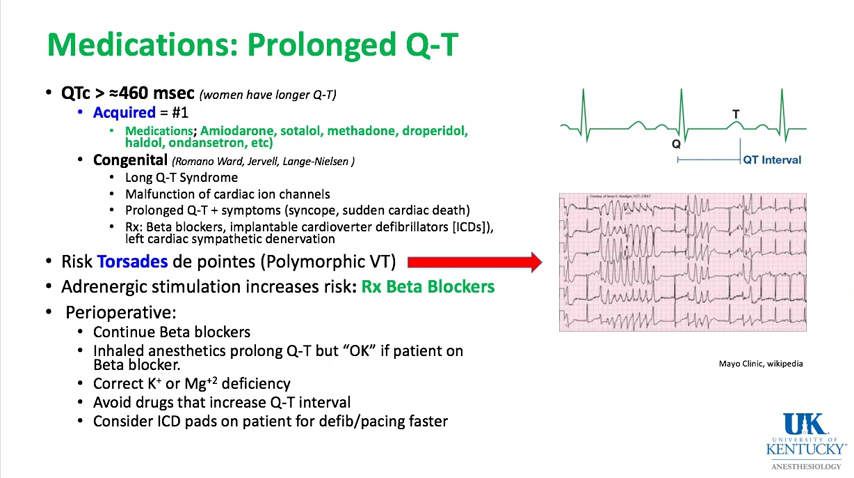 Medications: Prolonged Q-T
• QTc > ≈460 msec (women have longer Q-T)
• Acquired = #1
• Medications; Amiodarone, sotalol, methadone, droperidol,
haldol, ondansetron, etc)
• Congenital (Romano Ward, Jervell, Lange-Nielsen )
• Long Q-T Syndrome
• Malfunction of cardiac ion channels
• Prolonged Q-T + symptoms (syncope, sudden cardiac death)
• Rx: Beta blockers, implantable cardioverter defibrillators [ICDs]),
left cardiac sympathetic denervation
• Risk Torsades de pointes (Polymorphic VT)
• Adrenergic stimulation increases risk: Rx Beta Blockers
• Perioperative:
• Continue Beta blockers
• Inhaled anesthetics prolong Q-T but “OK” if patient on
Beta blocker.
• Correct K+ or Mg+2 deficiency
• Avoid drugs that increase Q-T interval
• Consider ICD pads on patient for defib/pacing faster
T
Q
QT Interval
Mayo Clinic, wikipedia
UK
UNIVERSITY OF
KENTUCKY
ANESTHESIOLOGY